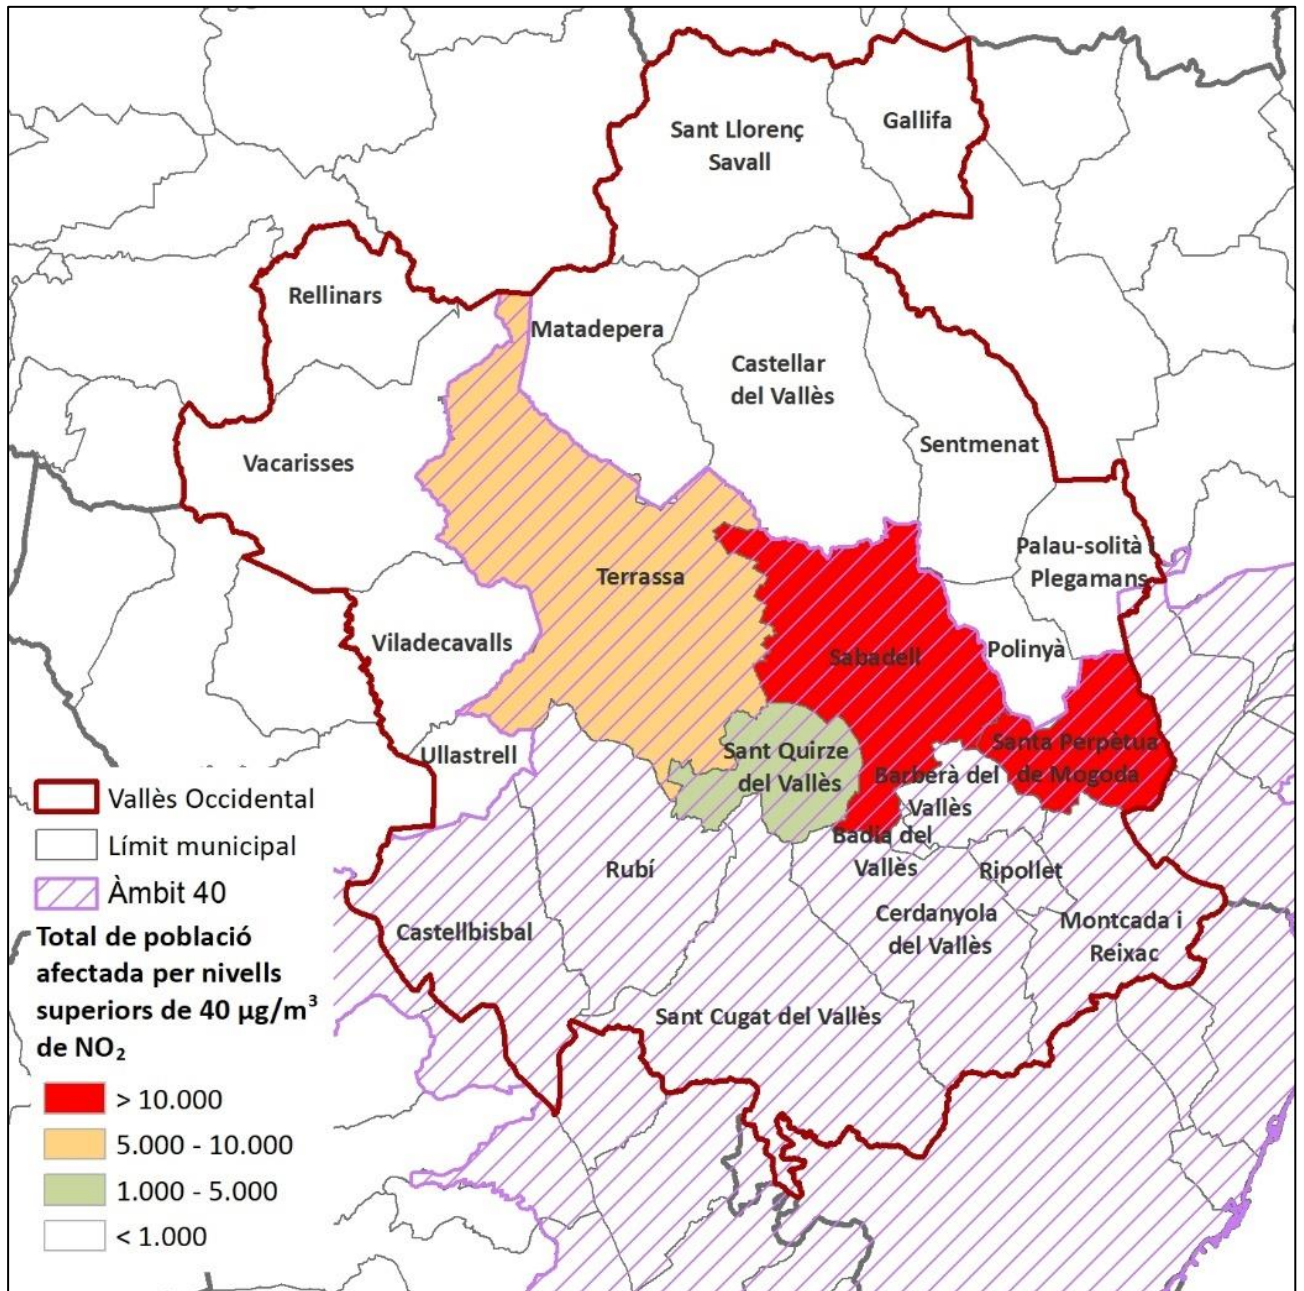 Sant Llorenç
Savall
Gallifa
Rellinars
Matadepera
Castellar
del Vallès
Sentmenat
Vacarisses
Palau-solità i
Plegamans
Terrassa
Viladecavalls
Sabadell
Polinyà
Ullastrell
Sant Quirze
del Vallès
Santa Perpètua
de Mogoda
Barberà del
Vallès
Badia del
Vallès
Rubí
Ripollet
Castellbisbal
Cerdanyola
del Vallès
Montcada i
Reixac
Sant Cugat del Vallès
Vallès Occidental
Límit municipal
Àmbit 40
Total de població
afectada per nivells
superiors de 40 µg/m³
de NO₂
> 10.000
5.000 - 10.000
1.000 - 5.000
< 1.000